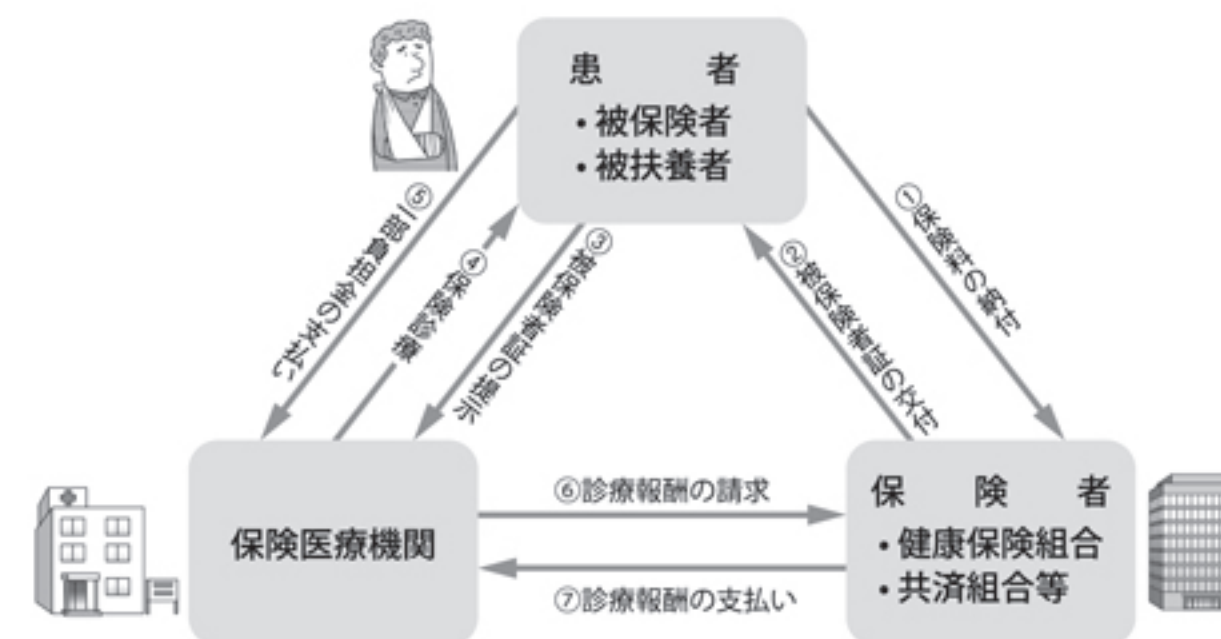 患者
・被保険者
・被扶養者
①保険料の納付
②被保険者証の交付
③被保険者証の提示
④保険診療
⑤一部負担金の支払い
保険医療機関
⑥診療報酬の請求
⑦診療報酬の支払い
保険者
・健康保険組合
・共済組合等